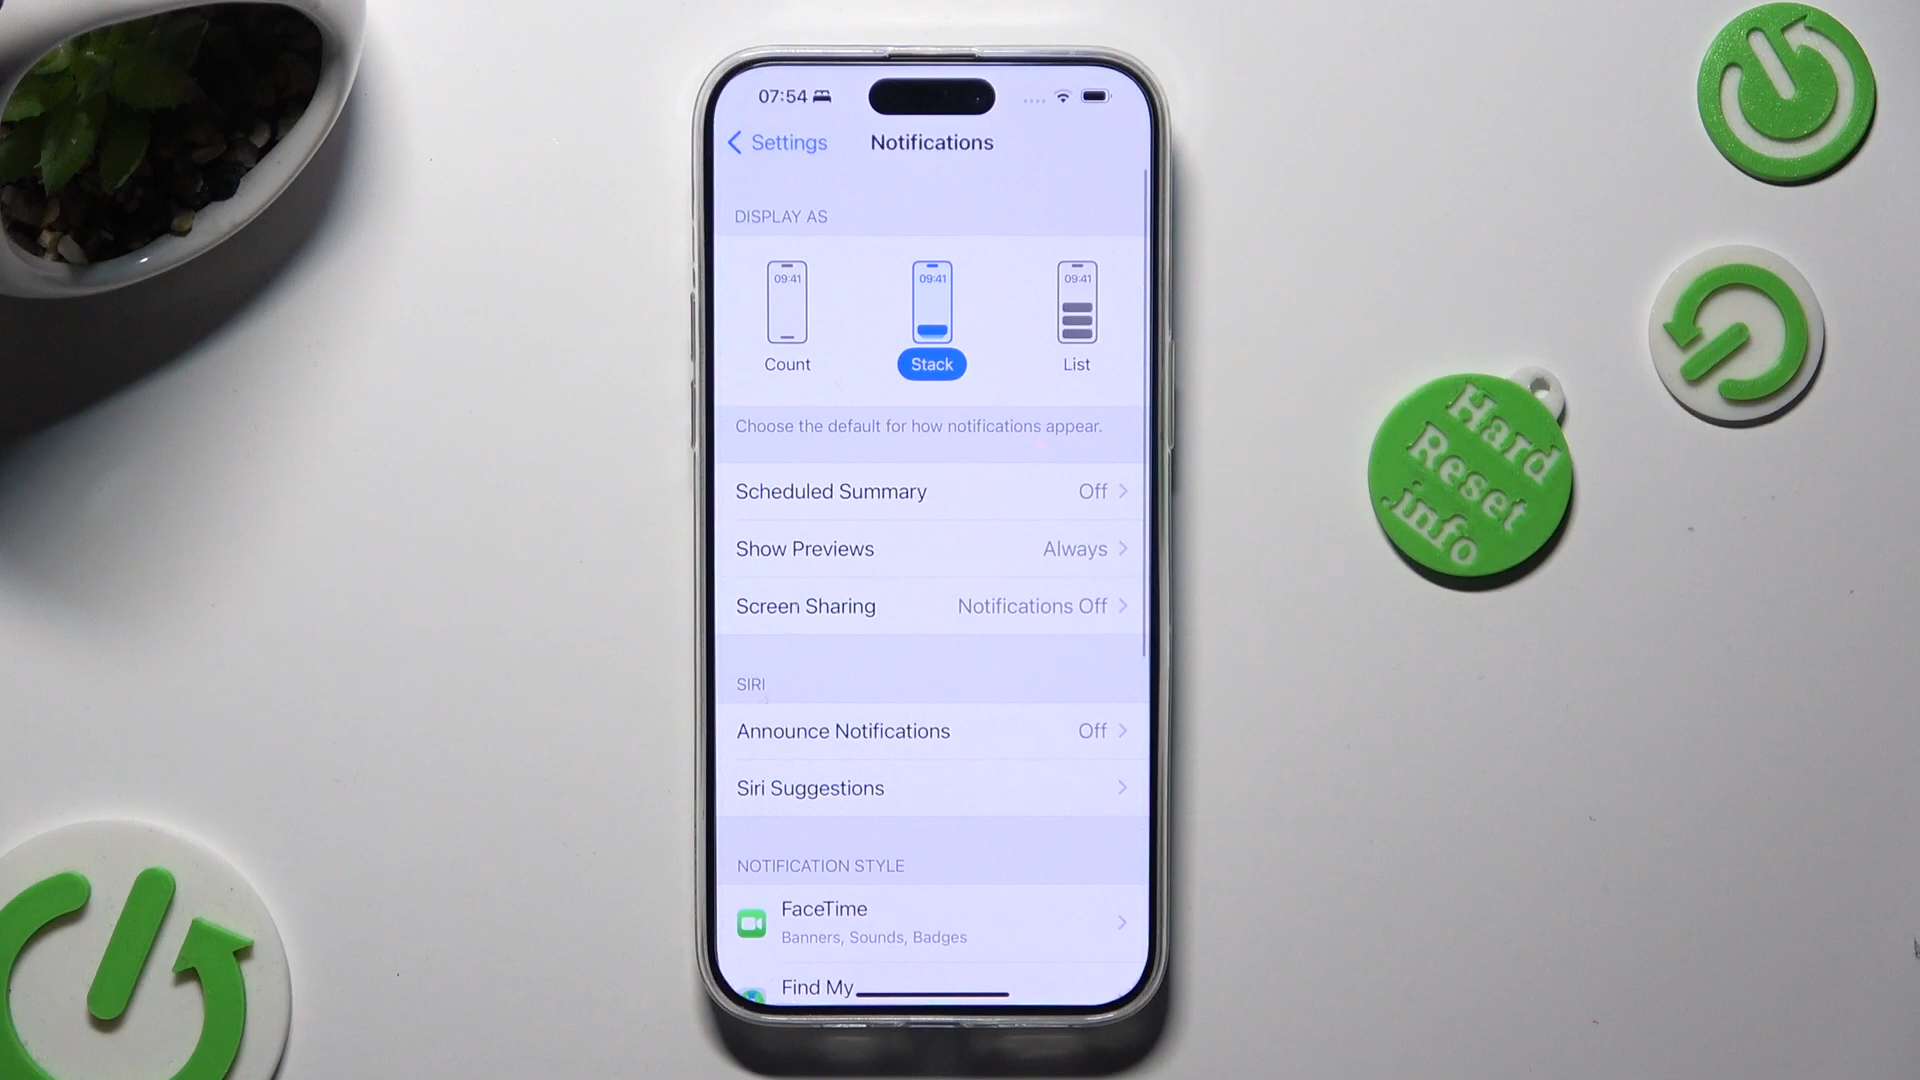 07:54
Settings
Notifications
DISPLAY AS
09:41
09:41
09:41
Count
Stack
List
Choose the default for how notifications appear.
Scheduled Summary
Off
Show Previews
Always
Screen Sharing
Notifications Off
SIRI
Announce Notifications
Off
Siri Suggestions
NOTIFICATION STYLE
FaceTime
Banners, Sounds, Badges
Find My
Hard
Reset
.info